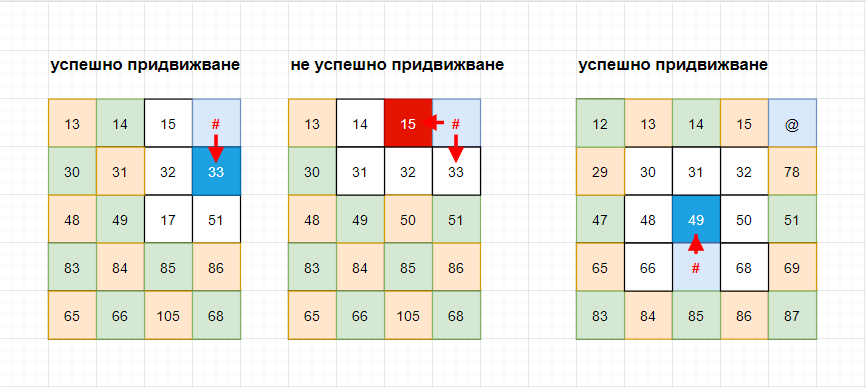 успешно придвижване не успешно придвижване успешно придвижване
13 14 15 # 13 14 15 # 12 13 14 15 @
30 31 32 33 30 31 32 33 29 30 31 32 78
48 49 17 51 48 49 50 51 47 48 49 50 51
83 84 85 86 83 84 85 86 65 66 # 68 69
65 66 105 68 65 66 105 68 83 84 85 86 87